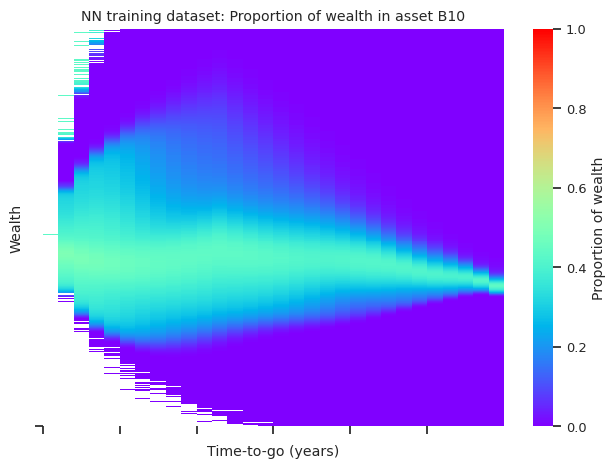 NN training dataset: Proportion of wealth in asset B10
Wealth
Time-to-go (years)
1.0
0.8
0.6
0.4
0.2
0.0
Proportion of wealth